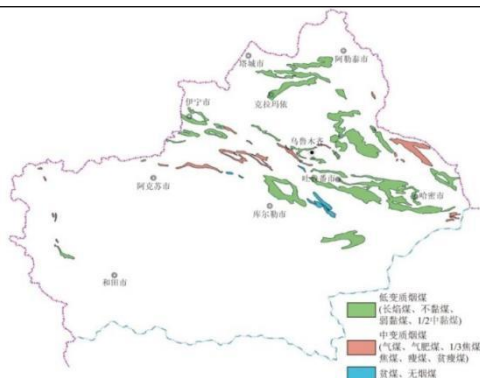 阿勒泰市
塔城市
克拉玛依
伊宁市
乌鲁木齐
吐鲁番市
哈密市
阿克苏市
库尔勒市
和田市
低变质烟煤
(长焰煤、不黏煤、
弱黏煤、1/2中黏煤)
中变质烟煤
(气煤、气肥煤、1/3焦煤
焦煤、瘦煤、贫瘦煤)
贫煤、无烟煤